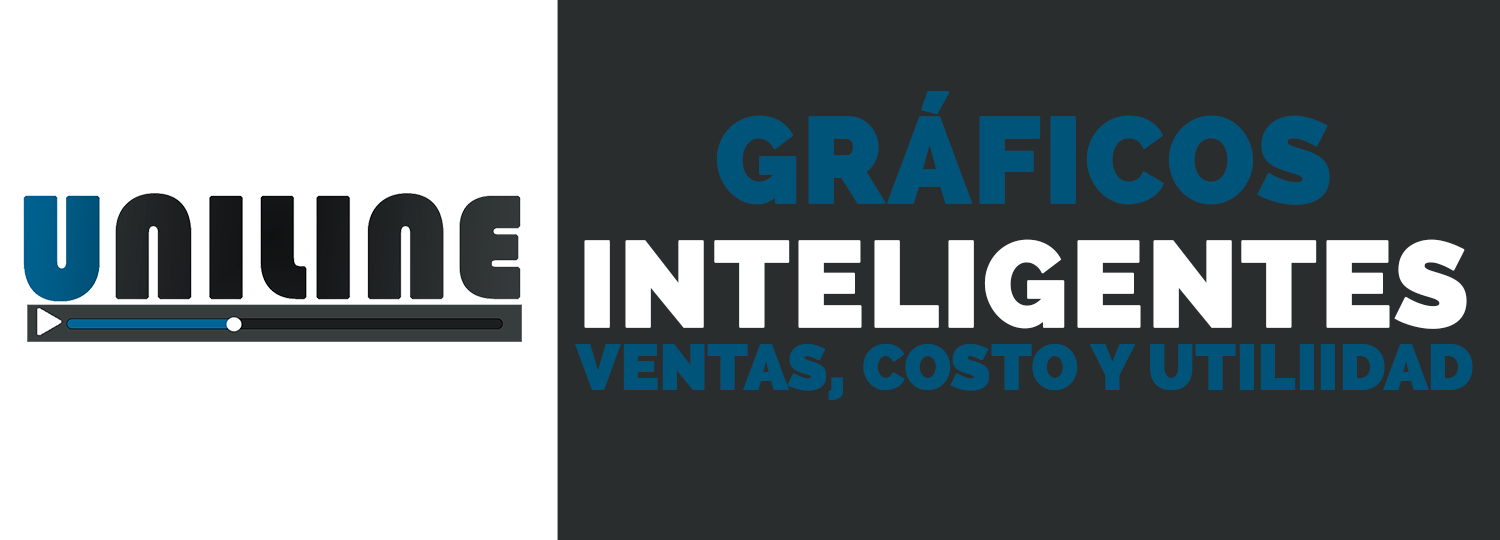 UNILINE
GRÁFICOS
INTELIGENTES
VENTAS, COSTO Y UTILIIDAD